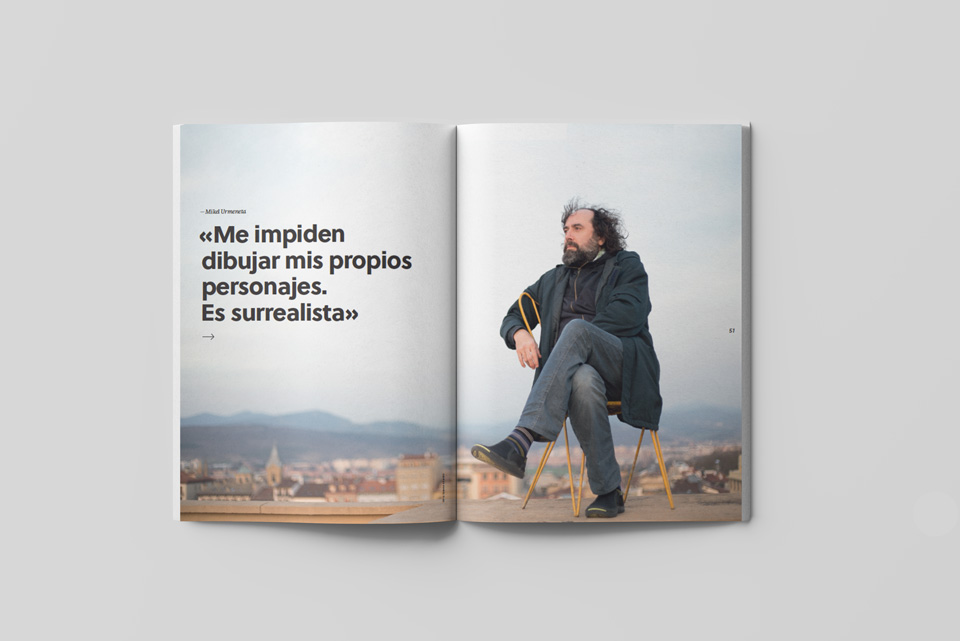 — Mikel Urmeneta
«Me impiden
dibujar mis propios
personajes.
Es surrealista»
→
51